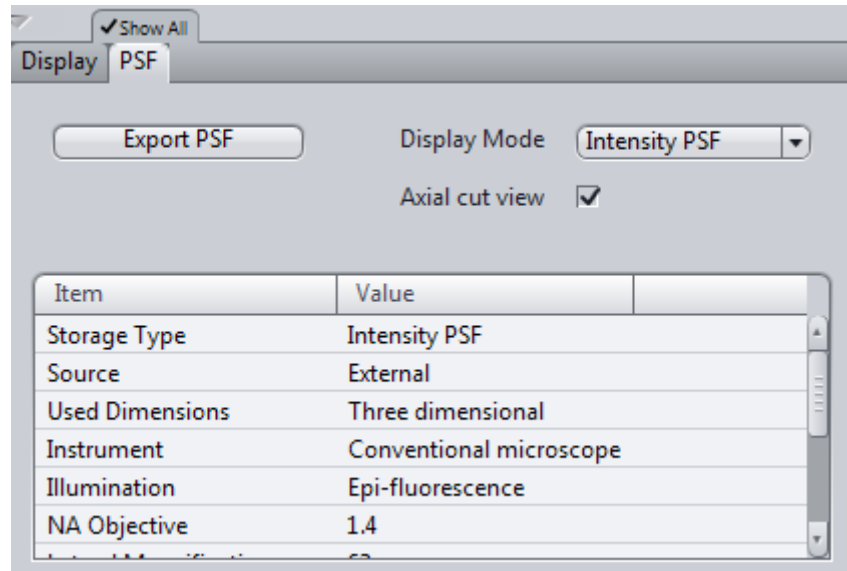 Show All
Display PSF
Export PSF Display Mode Intensity PSF
Axial cut view
Item Value
Storage Type Intensity PSF
Source External
Used Dimensions Three dimensional
Instrument Conventional microscope
Illumination Epi-fluorescence
NA Objective 1.4